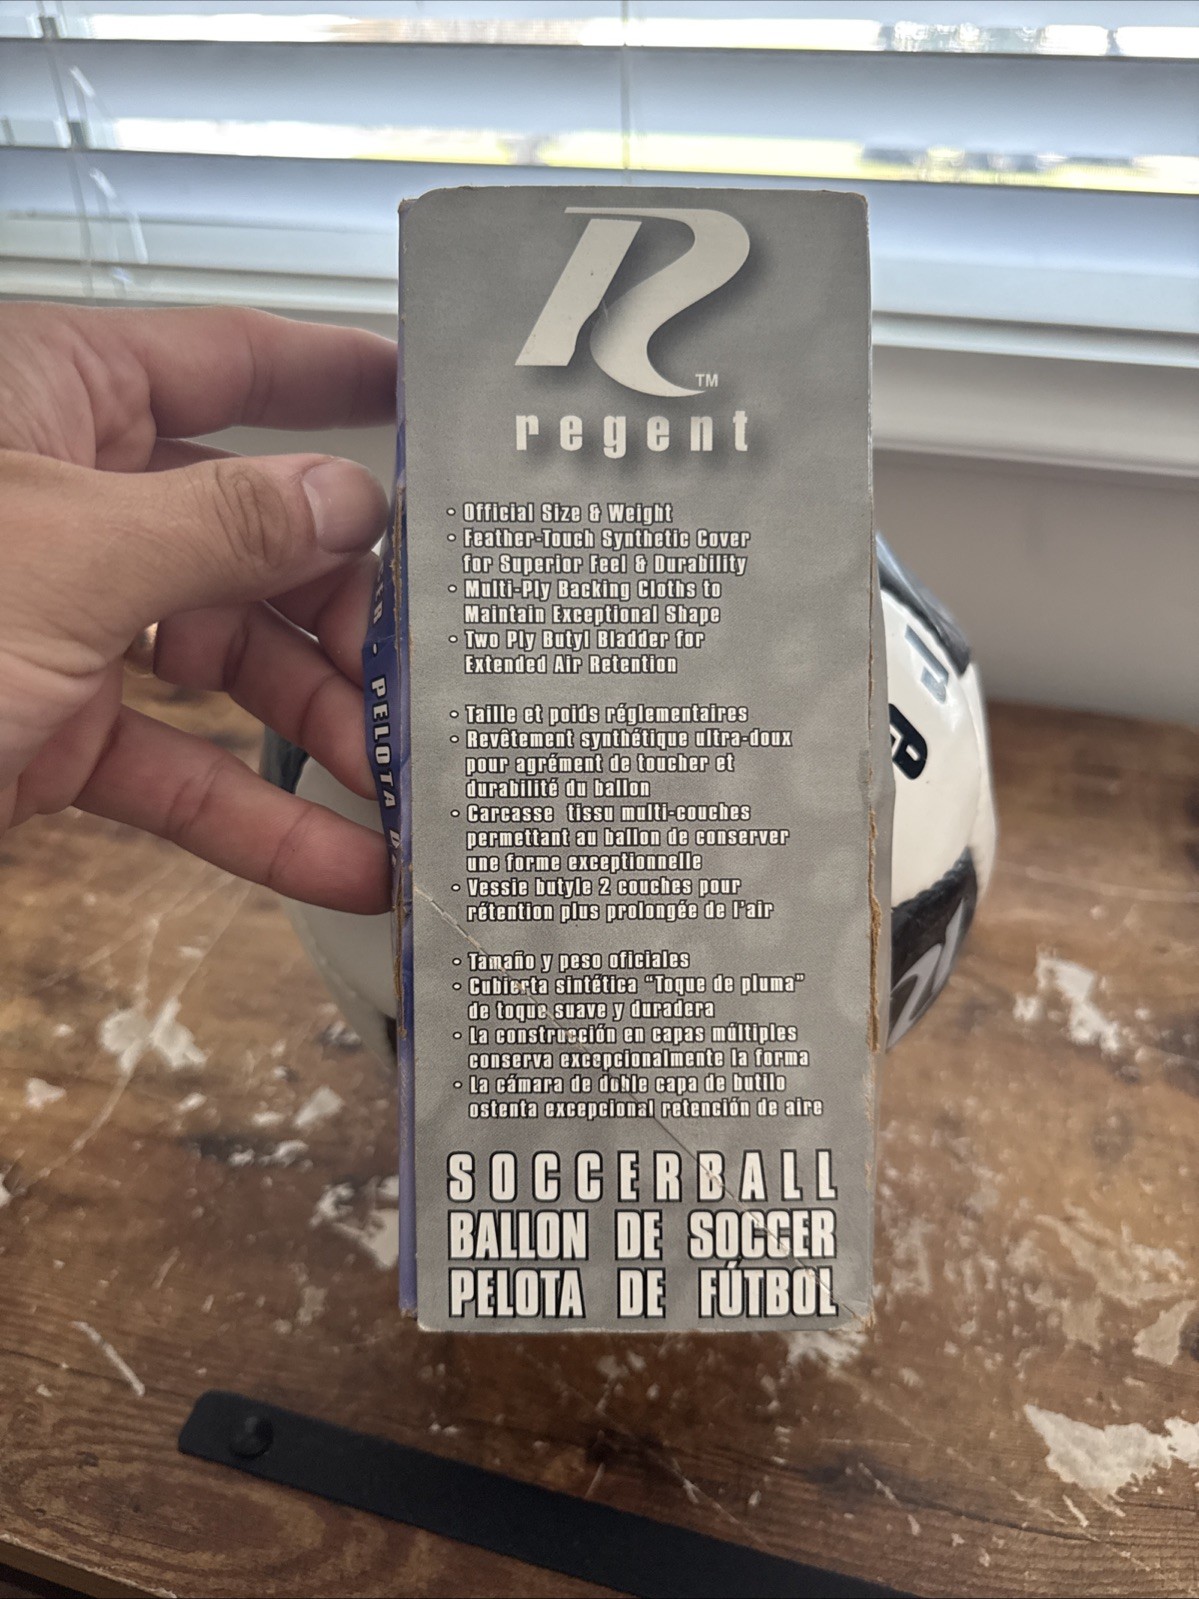 R
TM
regent
• Official Size & Weight
• Feather-Touch Synthetic Cover
for Superior Feel & Durability
• Multi-Ply Backing Cloths to
Maintain Exceptional Shape
• Two Ply Butyl Bladder for
Extended Air Retention
• Taille et poids réglementaires
• Revêtement synthétique ultra-doux
pour agrément de toucher et
durabilité du ballon
• Carcasse tissu multi-couches
permettant au ballon de conserver
une forme exceptionnelle
• Vessie butyle 2 couches pour
rétention plus prolongée de l'air
• Tamaño y peso oficiales
• Cubierta sintética "Toque de pluma"
de toque suave y duradera
• La construcción en capas múltiples
conserva excepcionalmente la forma
• La cámara de doble capa de butilo
ostenta excepcional retención de aire
SOCCERBALL
BALLON DE SOCCER
PELOTA DE FÚTBOL
PELOTA